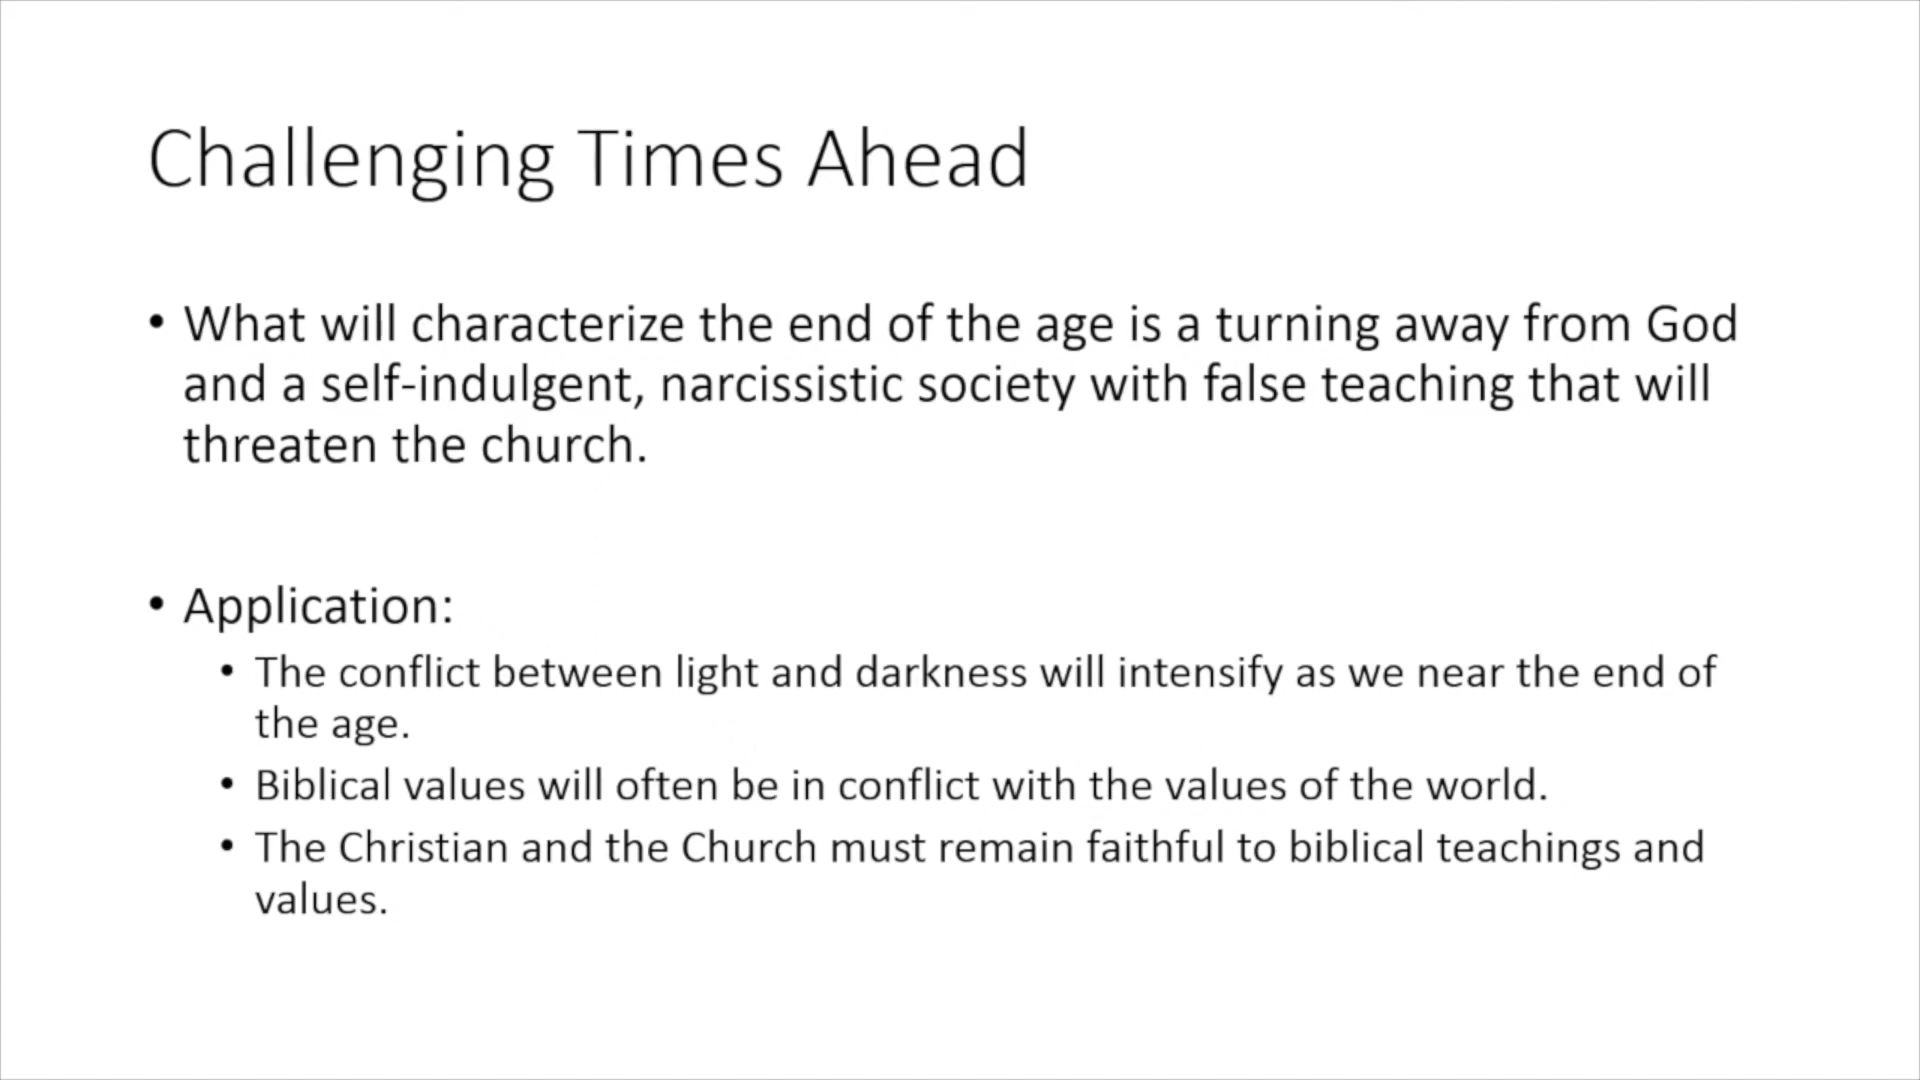 Challenging Times Ahead
• What will characterize the end of the age is a turning away from God
and a self-indulgent, narcissistic society with false teaching that will
threaten the church.
• Application:
• The conflict between light and darkness will intensify as we near the end of
the age.
• Biblical values will often be in conflict with the values of the world.
• The Christian and the Church must remain faithful to biblical teachings and
values.